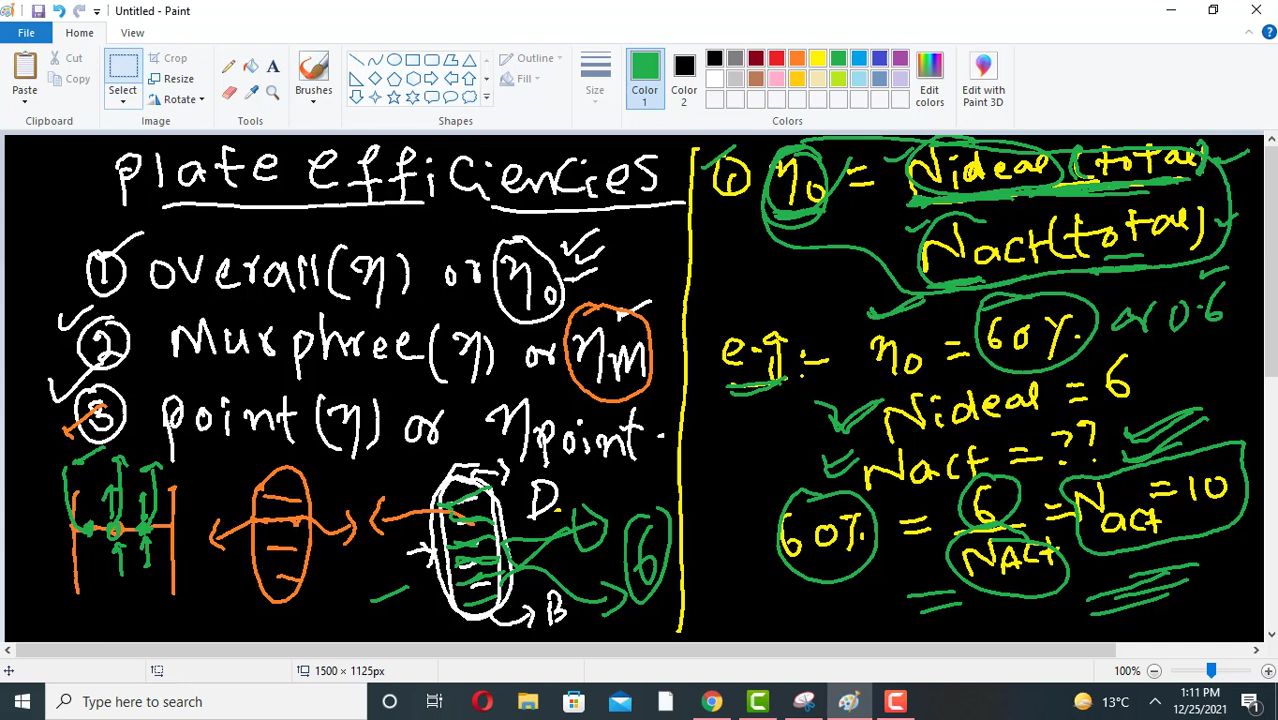 Untitled - Paint
File Home View
Paste
Cut
Copy
Clipboard
Select
Crop
Resize
Rotate
Image
Tools
Brushes
Shapes
Outline
Fill
Size
Color 1
Color 2
Colors
Edit colors
Edit with Paint 3D
plate efficiencies
① overall(η) or η₀
② Murphree(η) or ηM
③ point(η) or ηpoint.
D
B
6
① η₀ = Nideal (total)
Nact(total)
e.g :- η₀ = 60%. or 0.6
Nideal = 6
Nact = ??
60% = 6 = Nact = 10
NAct
1500 × 1125px
100%
Type here to search
13°C
1:11 PM
12/25/2021